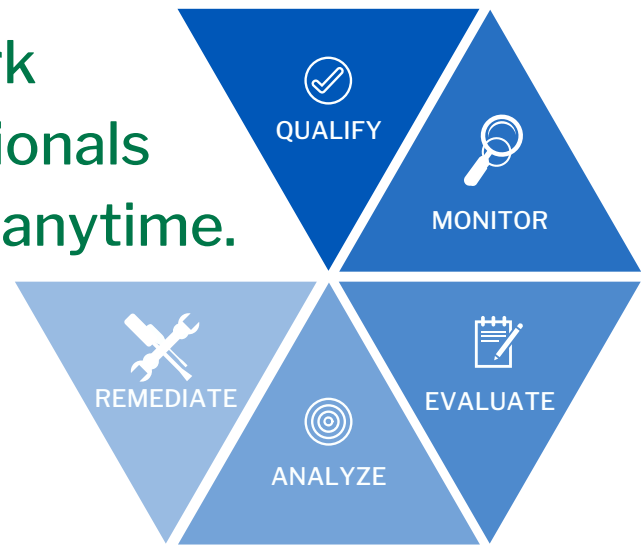 rk
ionals
anytime.
QUALIFY
MONITOR
EVALUATE
ANALYZE
REMEDIATE